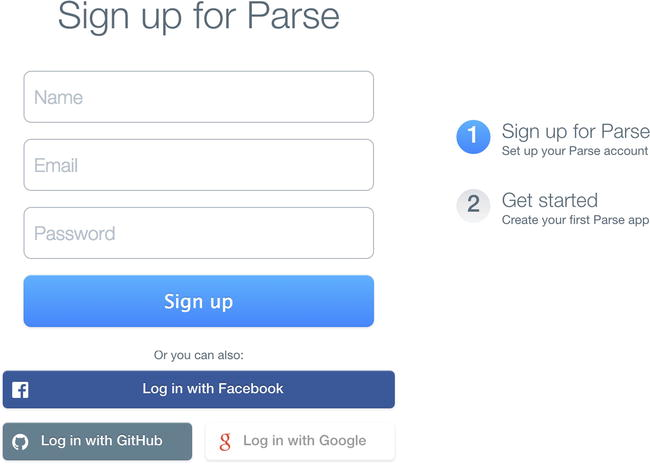 Sign up for Parse
Name
Email
Password
Sign up
Or you can also:
Log in with Facebook
Log in with GitHub
Log in with Google
1
Sign up for Parse
Set up your Parse account
2
Get started
Create your first Parse app